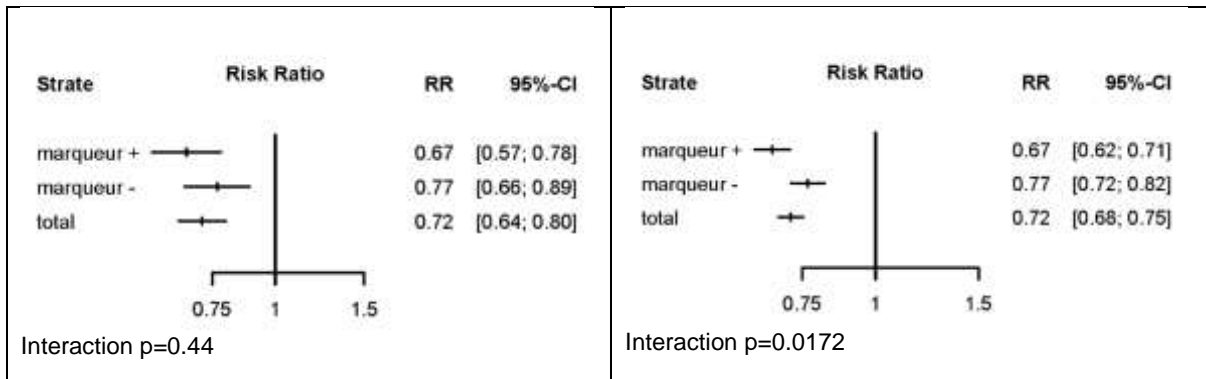 Risk Ratio
Strate RR 95%-CI
marqueur + 0.67 [0.57; 0.78]
marqueur - 0.77 [0.66; 0.89]
total 0.72 [0.64; 0.80]
0.75 1 1.5
Interaction p=0.44
Risk Ratio
Strate RR 95%-CI
marqueur + 0.67 [0.62; 0.71]
marqueur - 0.77 [0.72; 0.82]
total 0.72 [0.68; 0.75]
0.75 1 1.5
Interaction p=0.0172